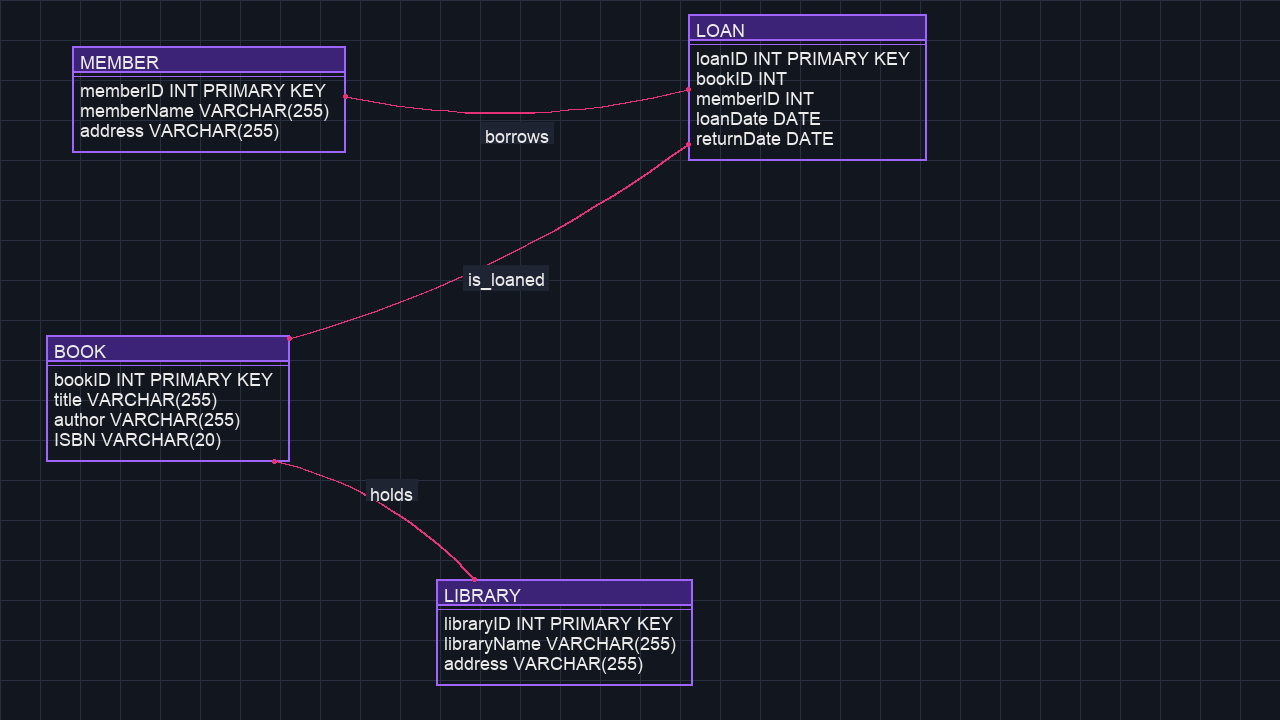 MEMBER
memberID INT PRIMARY KEY
memberName VARCHAR(255)
address VARCHAR(255)
LOAN
loanID INT PRIMARY KEY
bookID INT
memberID INT
loanDate DATE
returnDate DATE
borrows
is_loaned
BOOK
bookID INT PRIMARY KEY
title VARCHAR(255)
author VARCHAR(255)
ISBN VARCHAR(20)
holds
LIBRARY
libraryID INT PRIMARY KEY
libraryName VARCHAR(255)
address VARCHAR(255)